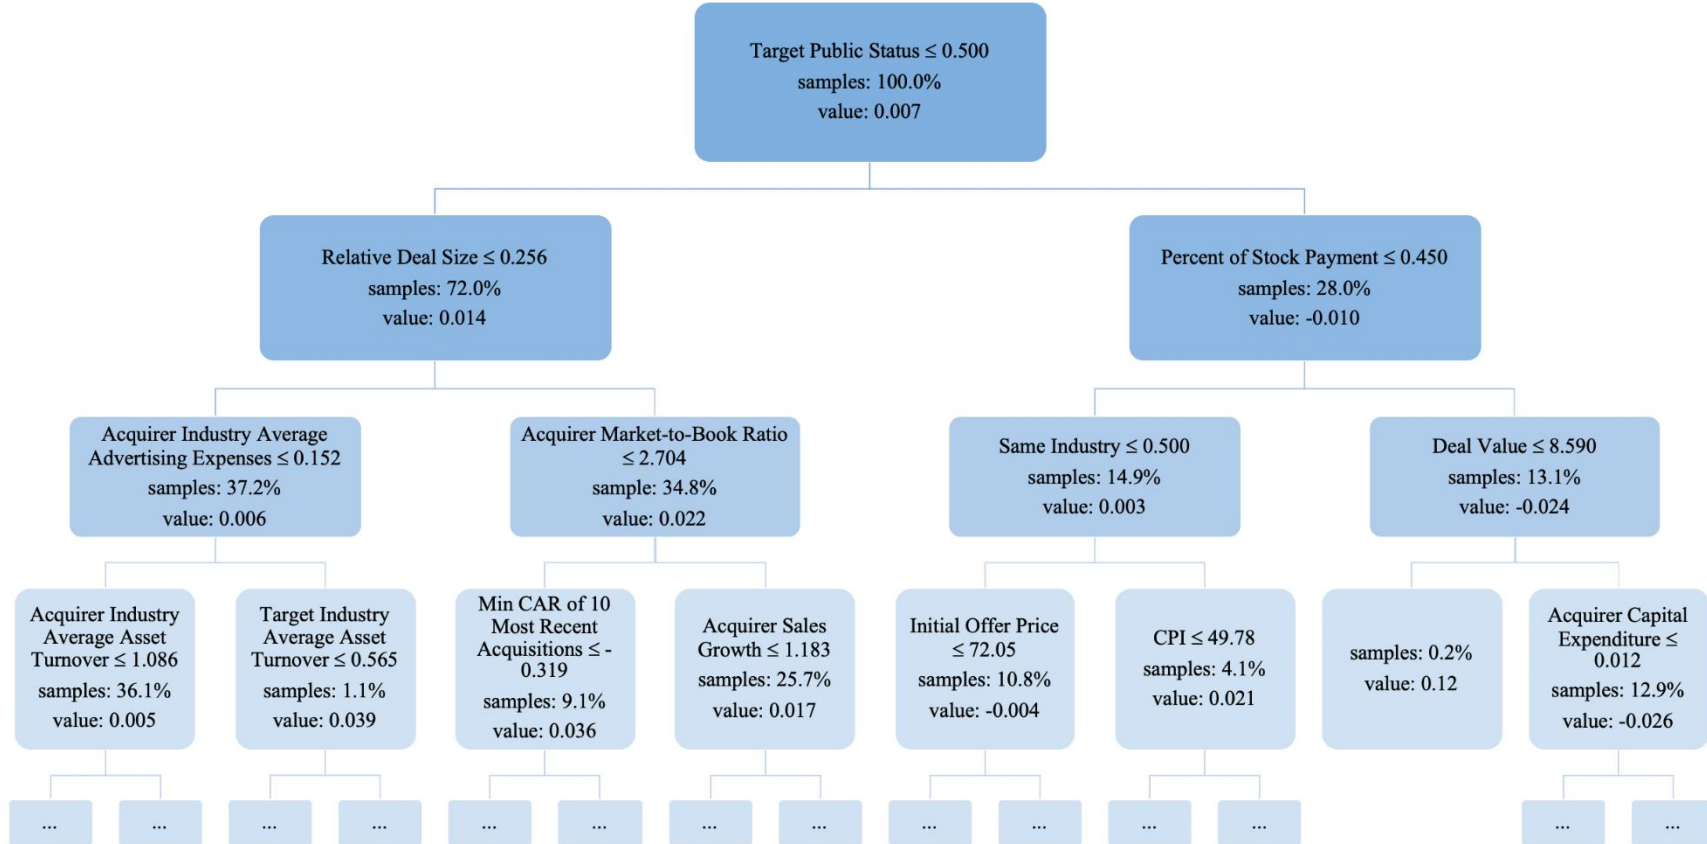 Target Public Status ≤ 0.500
samples: 100.0%
value: 0.007
Relative Deal Size ≤ 0.256
samples: 72.0%
value: 0.014
Percent of Stock Payment ≤ 0.450
samples: 28.0%
value: -0.010
Acquirer Industry Average
Advertising Expenses ≤ 0.152
samples: 37.2%
value: 0.006
Acquirer Market-to-Book Ratio
≤ 2.704
sample: 34.8%
value: 0.022
Same Industry ≤ 0.500
samples: 14.9%
value: 0.003
Deal Value ≤ 8.590
samples: 13.1%
value: -0.024
Acquirer Industry
Average Asset
Turnover ≤ 1.086
samples: 36.1%
value: 0.005
Target Industry
Average Asset
Turnover ≤ 0.565
samples: 1.1%
value: 0.039
Min CAR of 10
Most Recent
Acquisitions ≤ -
0.319
samples: 9.1%
value: 0.036
Acquirer Sales
Growth ≤ 1.183
samples: 25.7%
value: 0.017
Initial Offer Price
≤ 72.05
samples: 10.8%
value: -0.004
CPI ≤ 49.78
samples: 4.1%
value: 0.021
samples: 0.2%
value: 0.12
Acquirer Capital
Expenditure ≤
0.012
samples: 12.9%
value: -0.026
...
...
...
...
...
...
...
...
...
...
...
...
...
...